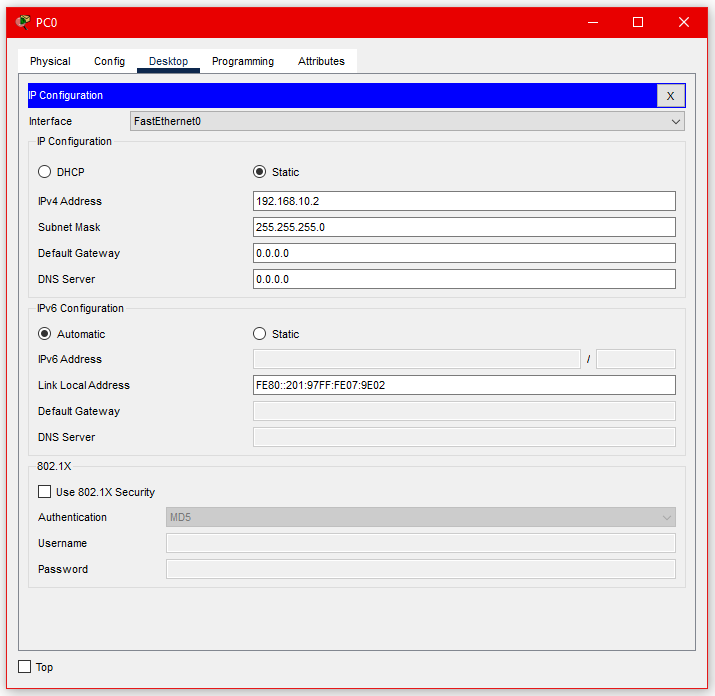 PC0
Physical Config Desktop Programming Attributes
IP Configuration X
Interface FastEthernet0
IP Configuration
DHCP Static
IPv4 Address 192.168.10.2
Subnet Mask 255.255.255.0
Default Gateway 0.0.0.0
DNS Server 0.0.0.0
IPv6 Configuration
Automatic Static
IPv6 Address /
Link Local Address FE80::201:97FF:FE07:9E02
Default Gateway
DNS Server
802.1X
Use 802.1X Security
Authentication MD5
Username
Password
Top